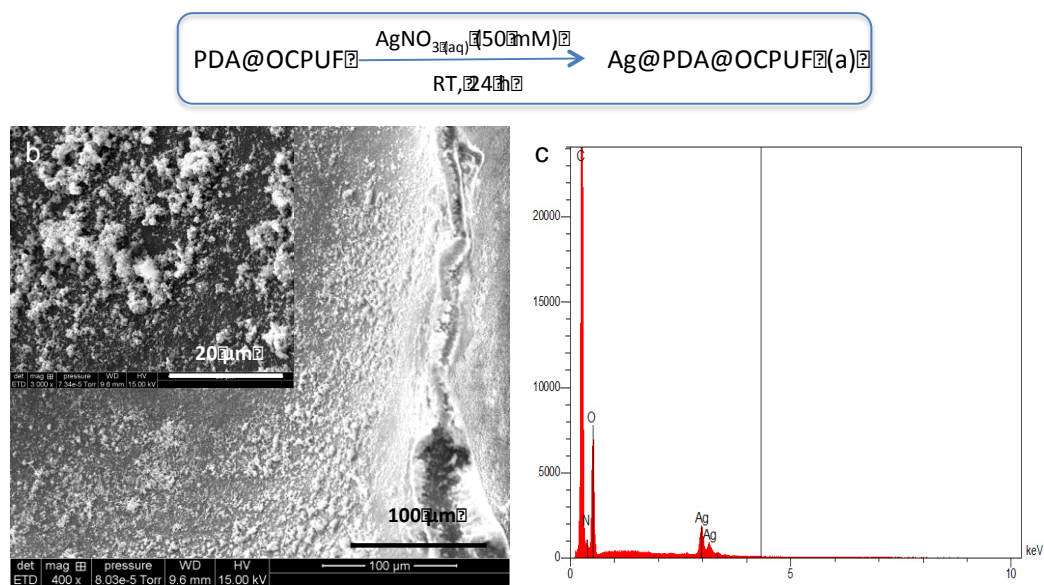 AgNO₃(aq) (50 mM)
PDA@OCPUF Ag@PDA@OCPUF (a)
RT, 24 h
b
20 µm
det mag ⊞ pressure WD HV
ETD 3 000 x 7.34e-5 Torr 9.6 mm 15.00 kV
100 µm
det mag ⊞ pressure WD HV
ETD 400 x 8.03e-5 Torr 9.6 mm 15.00 kV
100 µm
c
C
20000
15000
10000
O
5000
N
Ag
Ag
0
0 5 10
keV